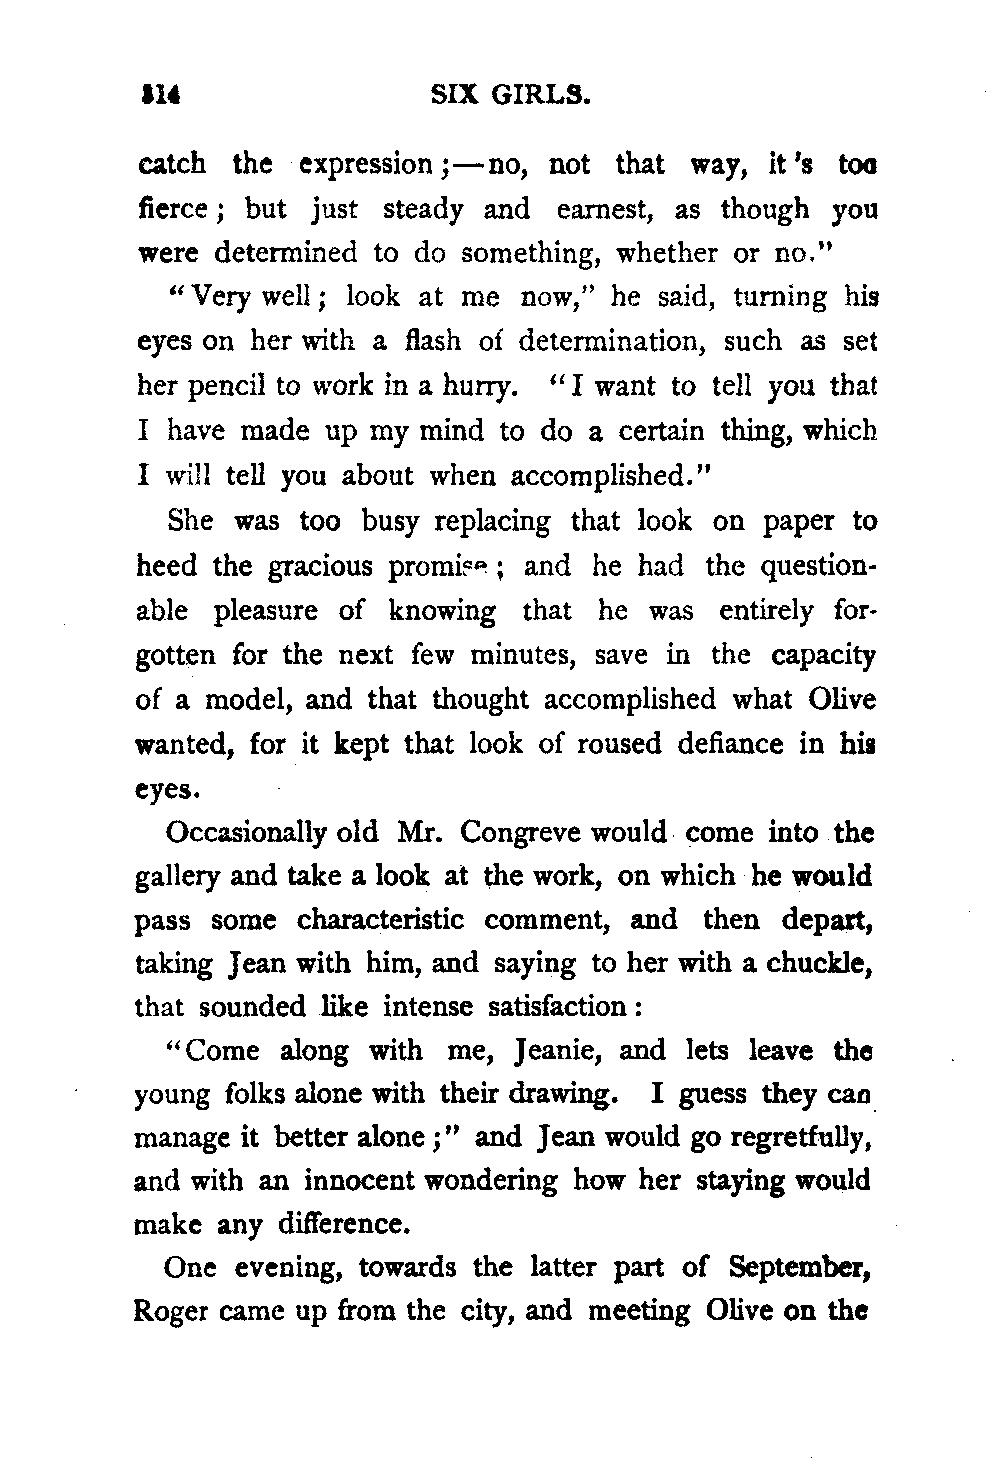 314 SIX GIRLS.
catch the expression;—no, not that way, it's too
fierce; but just steady and earnest, as though you
were determined to do something, whether or no."
"Very well; look at me now," he said, turning his
eyes on her with a flash of determination, such as set
her pencil to work in a hurry. "I want to tell you that
I have made up my mind to do a certain thing, which
I will tell you about when accomplished."
She was too busy replacing that look on paper to
heed the gracious promise; and he had the question-
able pleasure of knowing that he was entirely for-
gotten for the next few minutes, save in the capacity
of a model, and that thought accomplished what Olive
wanted, for it kept that look of roused defiance in his
eyes.
Occasionally old Mr. Congreve would come into the
gallery and take a look at the work, on which he would
pass some characteristic comment, and then depart,
taking Jean with him, and saying to her with a chuckle,
that sounded like intense satisfaction:
"Come along with me, Jeanie, and lets leave the
young folks alone with their drawing. I guess they can
manage it better alone;" and Jean would go regretfully,
and with an innocent wondering how her staying would
make any difference.
One evening, towards the latter part of September,
Roger came up from the city, and meeting Olive on the